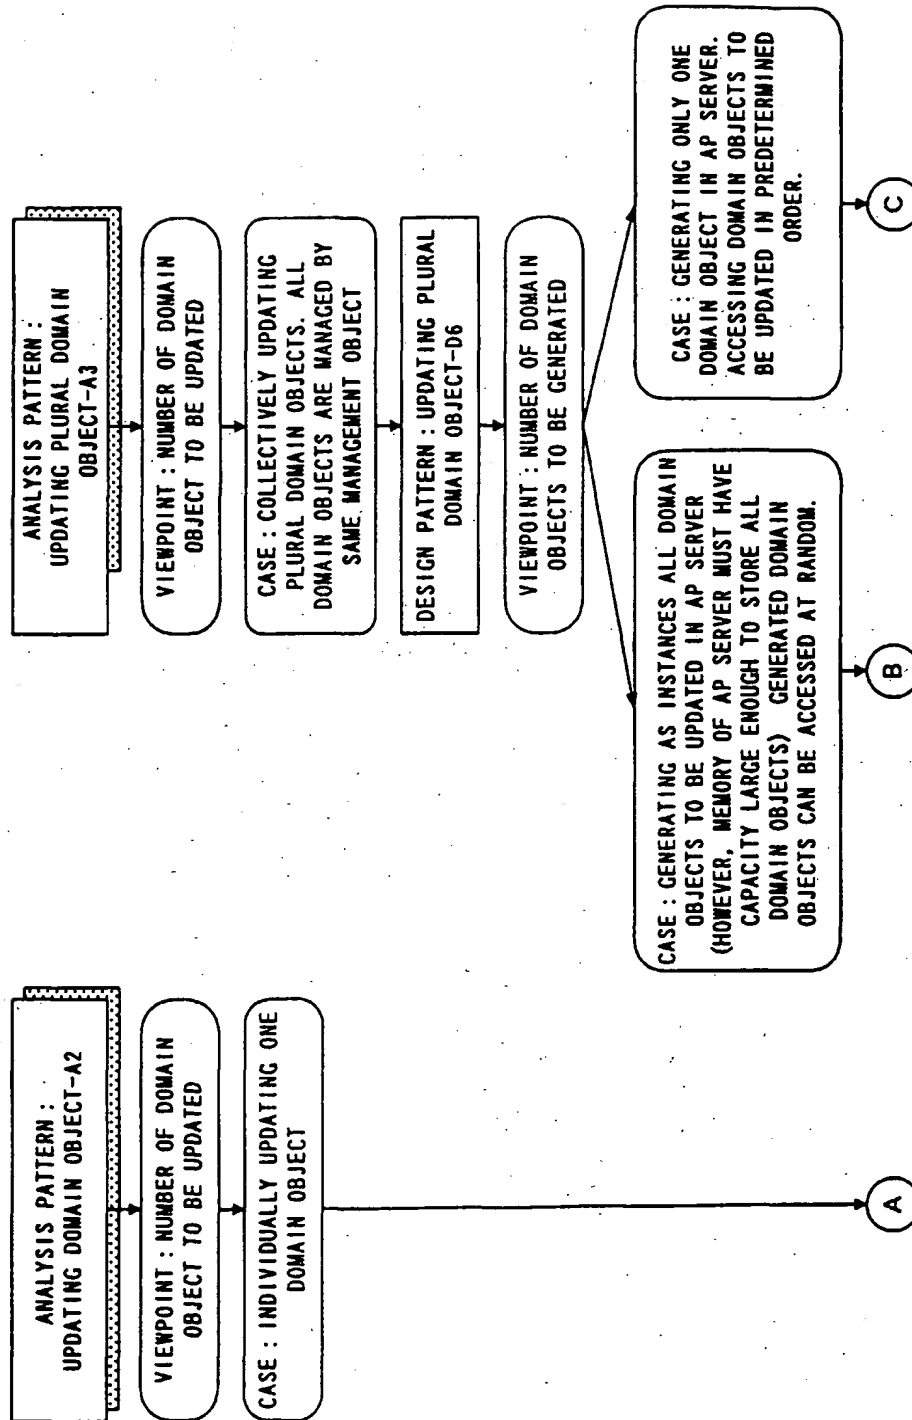 ANALYSIS PATTERN :
UPDATING DOMAIN OBJECT-A2
VIEWPOINT : NUMBER OF DOMAIN
OBJECT TO BE UPDATED
CASE : INDIVIDUALLY UPDATING ONE
DOMAIN OBJECT
A
ANALYSIS PATTERN :
UPDATING PLURAL DOMAIN
OBJECT-A3
VIEWPOINT : NUMBER OF DOMAIN
OBJECT TO BE UPDATED
CASE : COLLECTIVELY UPDATING
PLURAL DOMAIN OBJECTS. ALL
DOMAIN OBJECTS ARE MANAGED BY
SAME MANAGEMENT OBJECT
DESIGN PATTERN : UPDATING PLURAL
DOMAIN OBJECT-D6
VIEWPOINT : NUMBER OF DOMAIN
OBJECTS TO BE GENERATED
CASE : GENERATING AS INSTANCES ALL DOMAIN
OBJECTS TO BE UPDATED IN AP SERVER
(HOWEVER, MEMORY OF AP SERVER MUST HAVE
CAPACITY LARGE ENOUGH TO STORE ALL
DOMAIN OBJECTS) GENERATED DOMAIN
OBJECTS CAN BE ACCESSED AT RANDOM.
B
CASE : GENERATING ONLY ONE
DOMAIN OBJECT IN AP SERVER.
ACCESSING DOMAIN OBJECTS TO
BE UPDATED IN PREDETERMINED
ORDER.
C